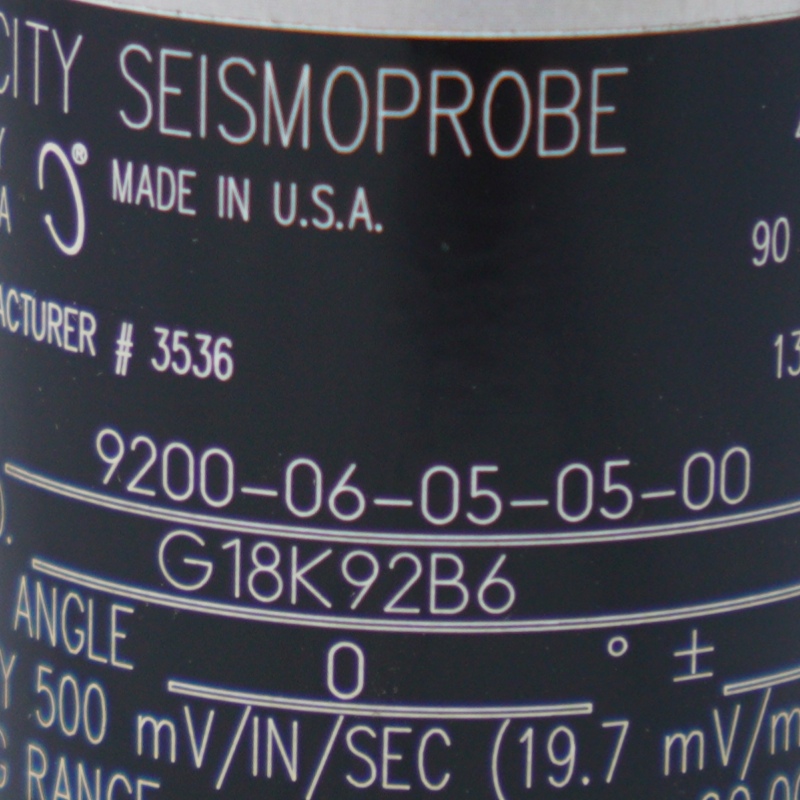 CITY SEISMOPROBE
® MADE IN U.S.A.
90
ACTURER # 3536
13
9200-06-05-05-00
G18K92B6
ANGLE 0 ° ±
Y 500 mV/IN/SEC (19.7 mV/m
G RANGE